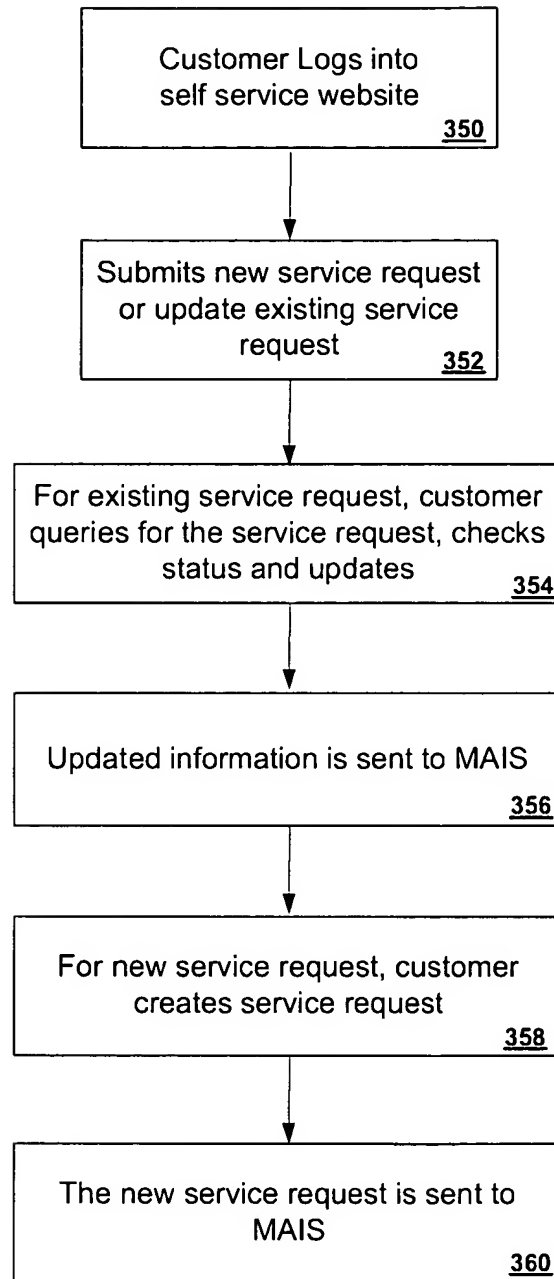 Customer Logs into
self service website
350
Submits new service request
or update existing service
request
352
For existing service request, customer
queries for the service request, checks
status and updates
354
Updated information is sent to MAIS
356
For new service request, customer
creates service request
358
The new service request is sent to
MAIS
360